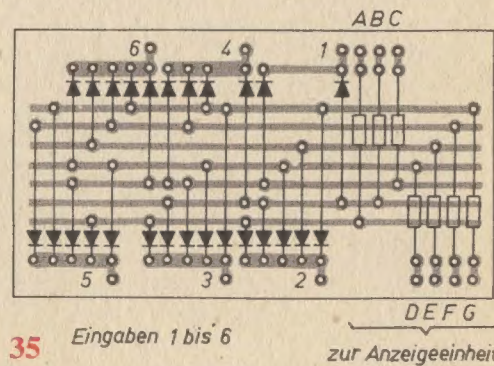 A B C
6 4 1
5 3 2
D E F G
35 Eingaben 1 bis 6
zur Anzeigeeinheit